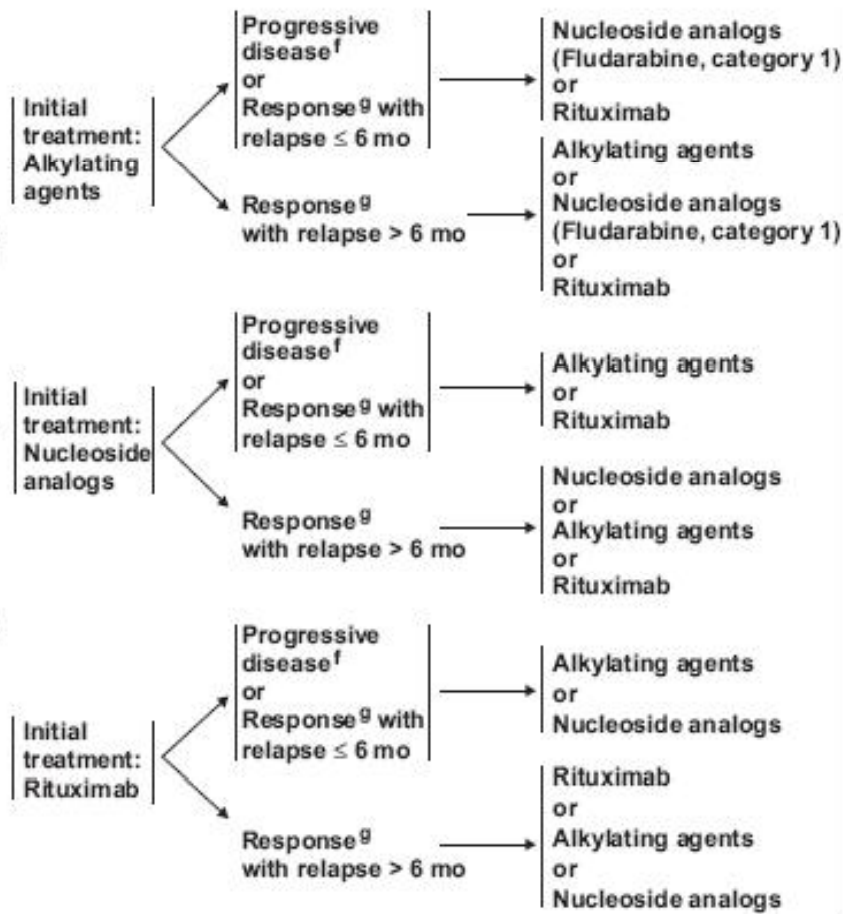 Initial
treatment:
Alkylating
agents
Progressive
disease f
or
Response g with
relapse ≤ 6 mo
Nucleoside analogs
(Fludarabine, category 1)
or
Rituximab
Response g
with relapse > 6 mo
Alkylating agents
or
Nucleoside analogs
(Fludarabine, category 1)
or
Rituximab
Initial
treatment:
Nucleoside
analogs
Progressive
disease f
or
Response g with
relapse ≤ 6 mo
Alkylating agents
or
Rituximab
Response g
with relapse > 6 mo
Nucleoside analogs
or
Alkylating agents
or
Rituximab
Initial
treatment:
Rituximab
Progressive
disease f
or
Response g with
relapse ≤ 6 mo
Alkylating agents
or
Nucleoside analogs
Response g
with relapse > 6 mo
Rituximab
or
Alkylating agents
or
Nucleoside analogs